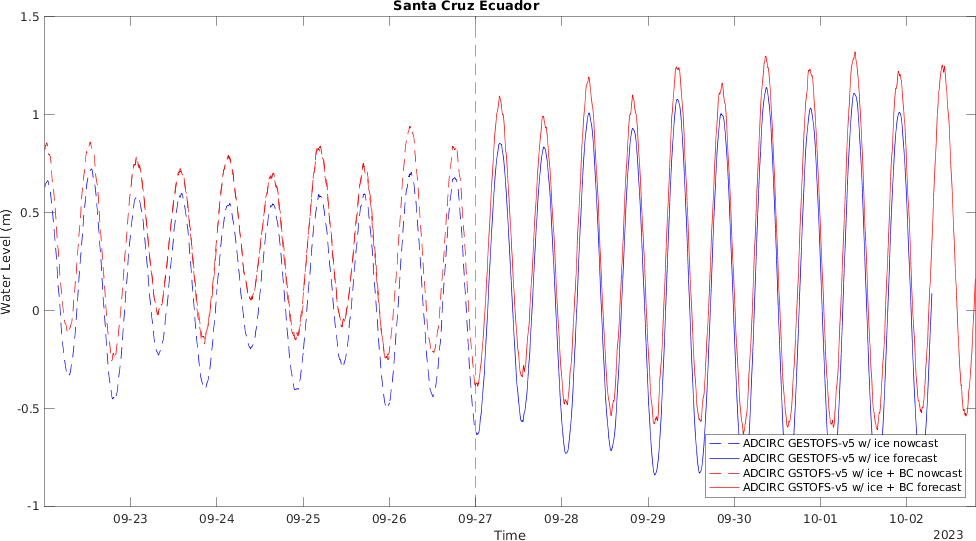 Santa Cruz Ecuador
1.5
1
0.5
0
-0.5
-1
Water Level (m)
09-23 09-24 09-25 09-26 09-27 09-28 09-29 09-30 10-01 10-02
Time
2023
ADCIRC GESTOFS-v5 w/ ice nowcast
ADCIRC GESTOFS-v5 w/ ice forecast
ADCIRC GSTOFS-v5 w/ ice + BC nowcast
ADCIRC GSTOFS-v5 w/ ice + BC forecast